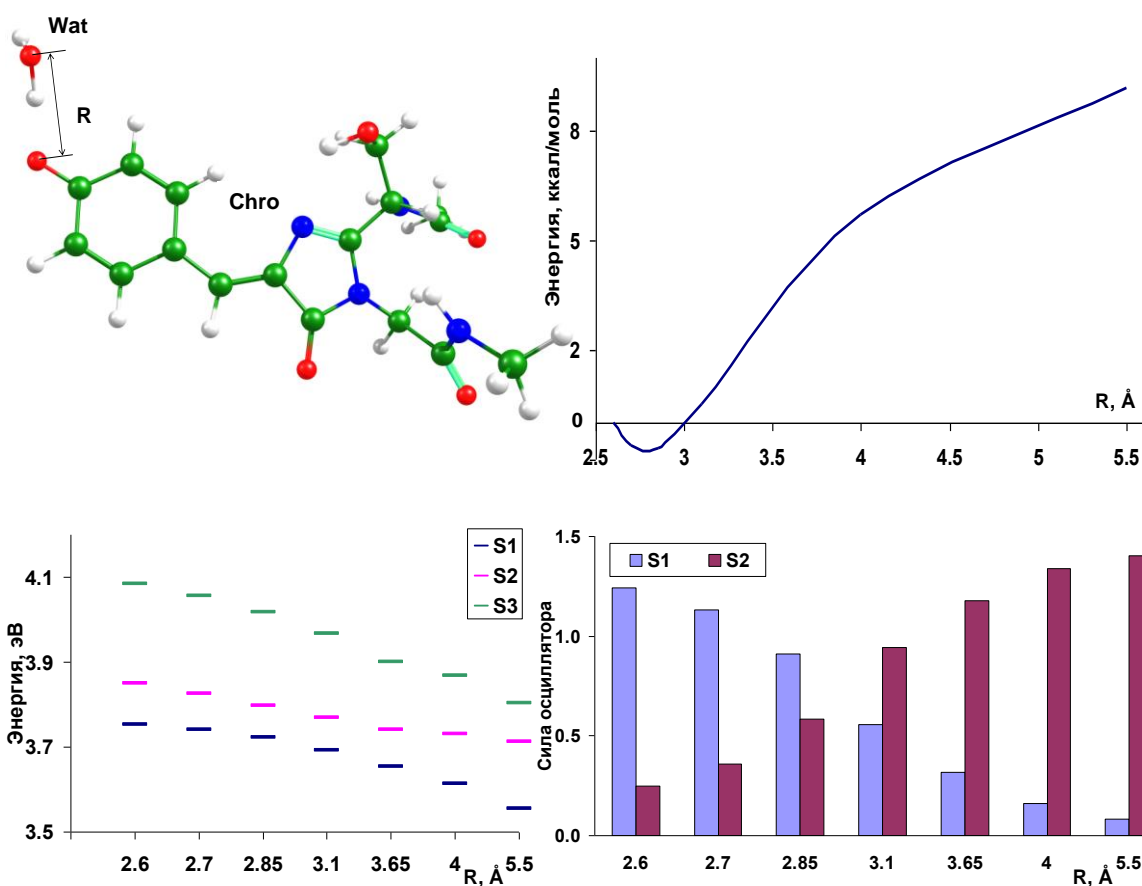 Wat
R
Chro
Энергия, ккал/моль
8
5
2
0
R, Å
2.5 3 3.5 4 4.5 5 5.5
S1
S2
S3
Энергия, эВ
4.1
3.9
3.7
3.5
2.6 2.7 2.85 3.1 3.65 4 5.5
R, Å
S1 S2
Сила осциллятора
1.5
1.0
0.5
0.0
2.6 2.7 2.85 3.1 3.65 4 5.5
R, Å